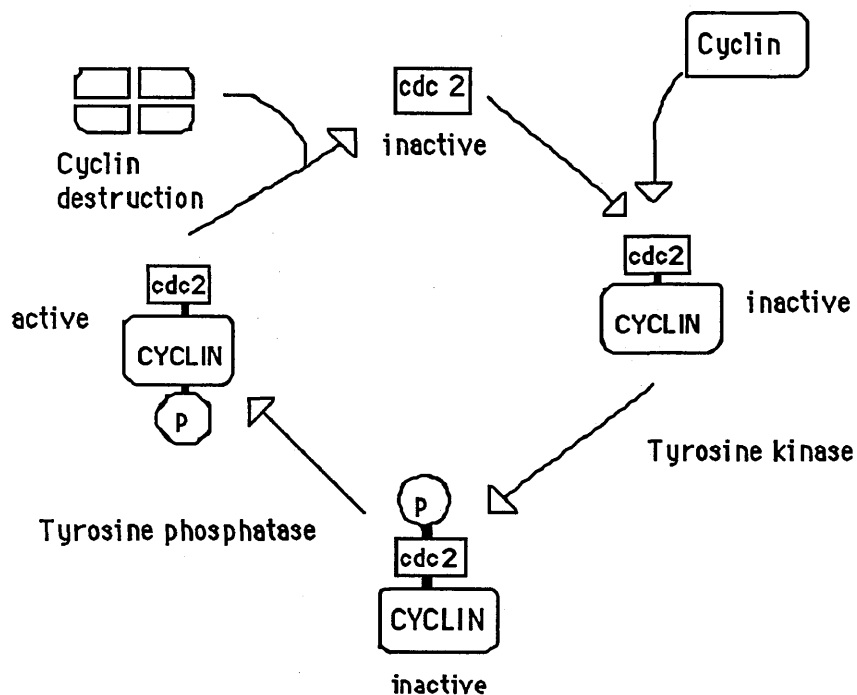 Cyclin
cdc 2
inactive
Cyclin
destruction
cdc2
CYCLIN
inactive
cdc2
active
CYCLIN
P
Tyrosine kinase
P
Tyrosine phosphatase
cdc2
CYCLIN
inactive